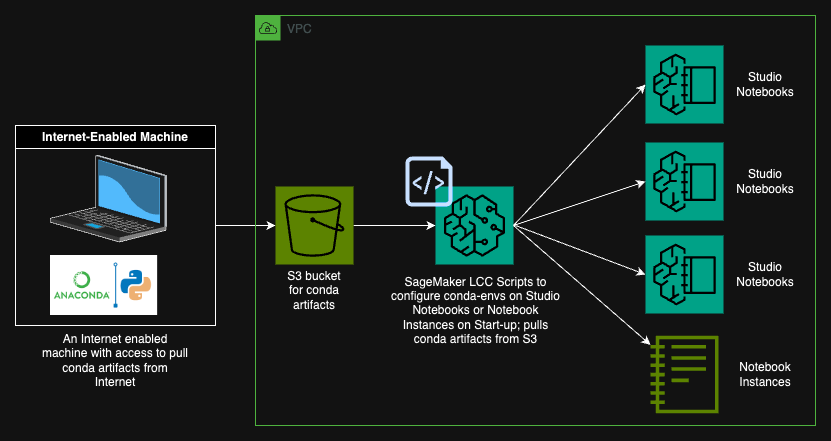 VPC
Internet-Enabled Machine
ANACONDA
An Internet enabled
machine with access to pull
conda artifacts from
Internet
S3 bucket
for conda
artifacts
</>
SageMaker LCC Scripts to
configure conda-envs on Studio
Notebooks or Notebook
Instances on Start-up; pulls
conda artifacts from S3
Studio
Notebooks
Studio
Notebooks
Studio
Notebooks
Notebook
Instances